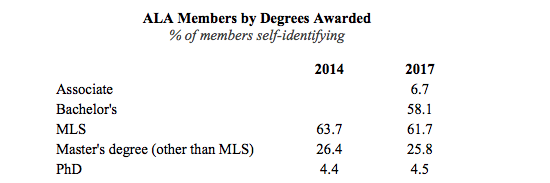 ALA Members by Degrees Awarded
% of members self-identifying
2014 2017
Associate 6.7
Bachelor's 58.1
MLS 63.7 61.7
Master's degree (other than MLS) 26.4 25.8
PhD 4.4 4.5